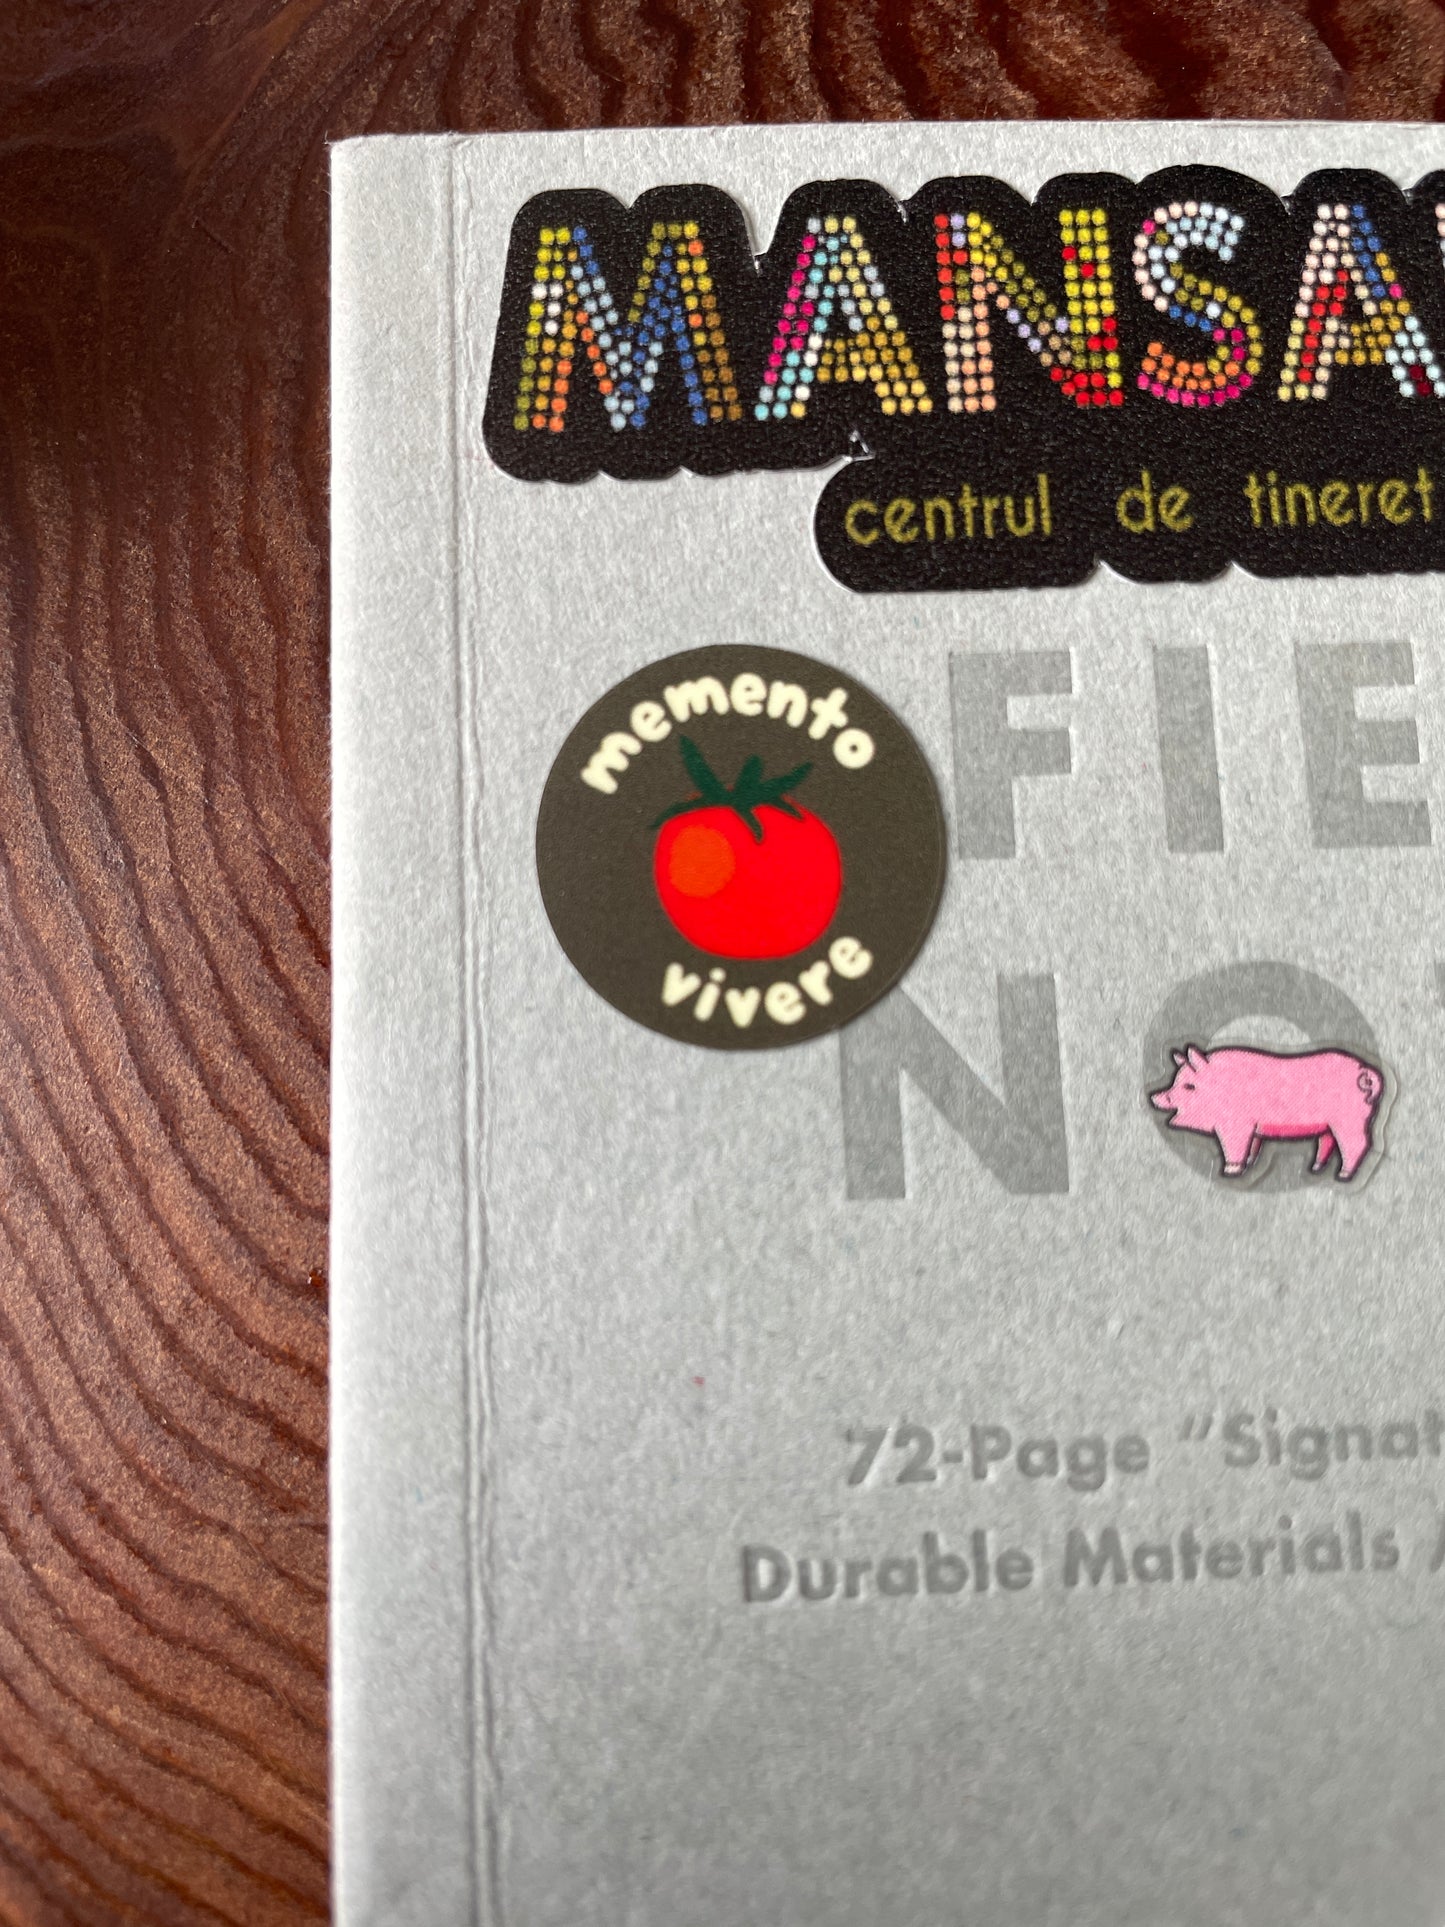 MANSA
centrul de tineret
memento
vivere
FIE
NO
72-Page "Signat
Durable Materials